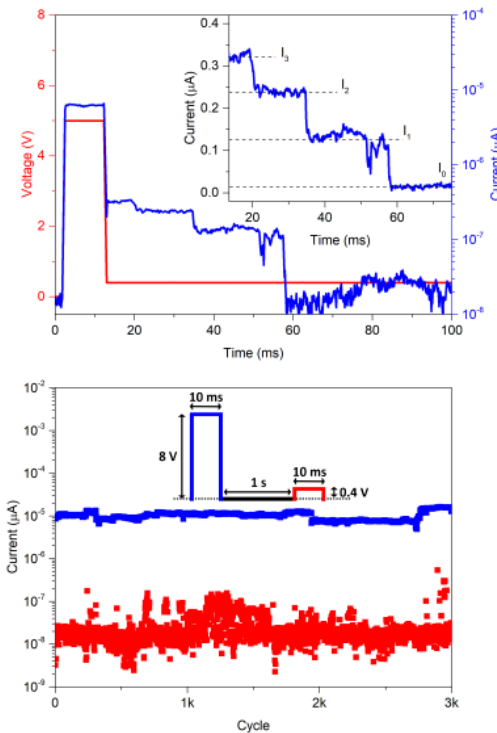 8
6
4
2
0
Voltage (V)
0
20
40
60
80
100
Time (ms)
10⁻⁴
10⁻⁵
10⁻⁶
10⁻⁷
10⁻⁸
Current (μA)
0.4
0.3
0.2
0.1
0.0
Current (μA)
20
40
60
Time (ms)
I₃
I₂
I₁
I₀
10⁻²
10⁻³
10⁻⁴
10⁻⁵
10⁻⁶
10⁻⁷
10⁻⁸
10⁻⁹
Current (μA)
10 ms
8 V
1 s
10 ms
0.4 V
0
1k
2k
3k
Cycle